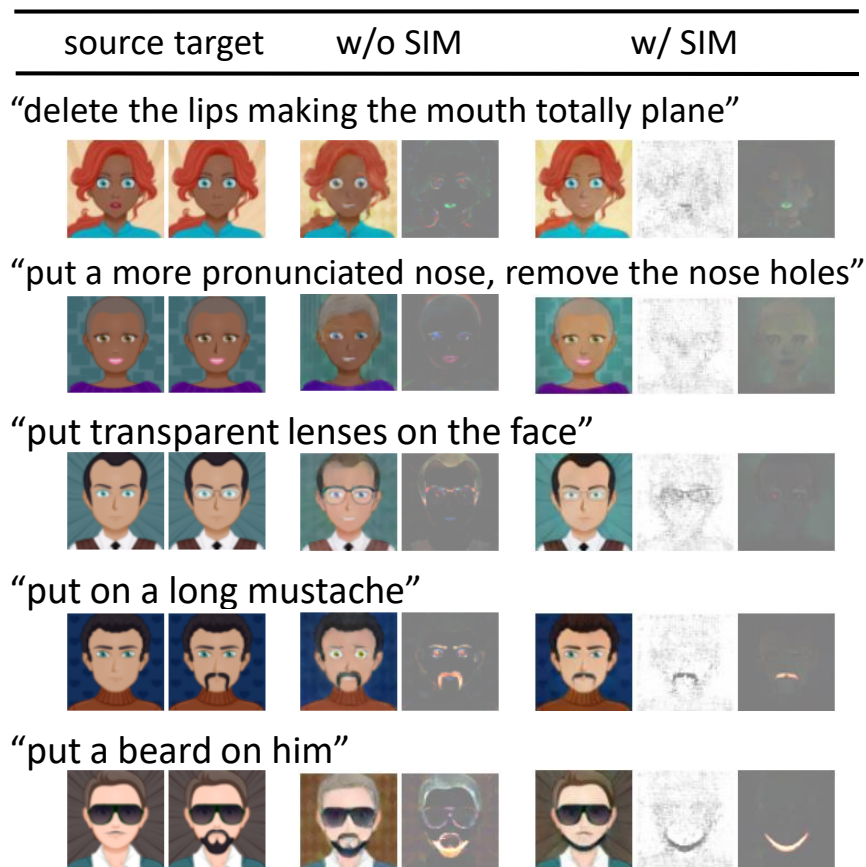 source target w/o SIM w/ SIM
“delete the lips making the mouth totally plane”
“put a more pronunciated nose, remove the nose holes”
“put transparent lenses on the face”
“put on a long mustache”
“put a beard on him”